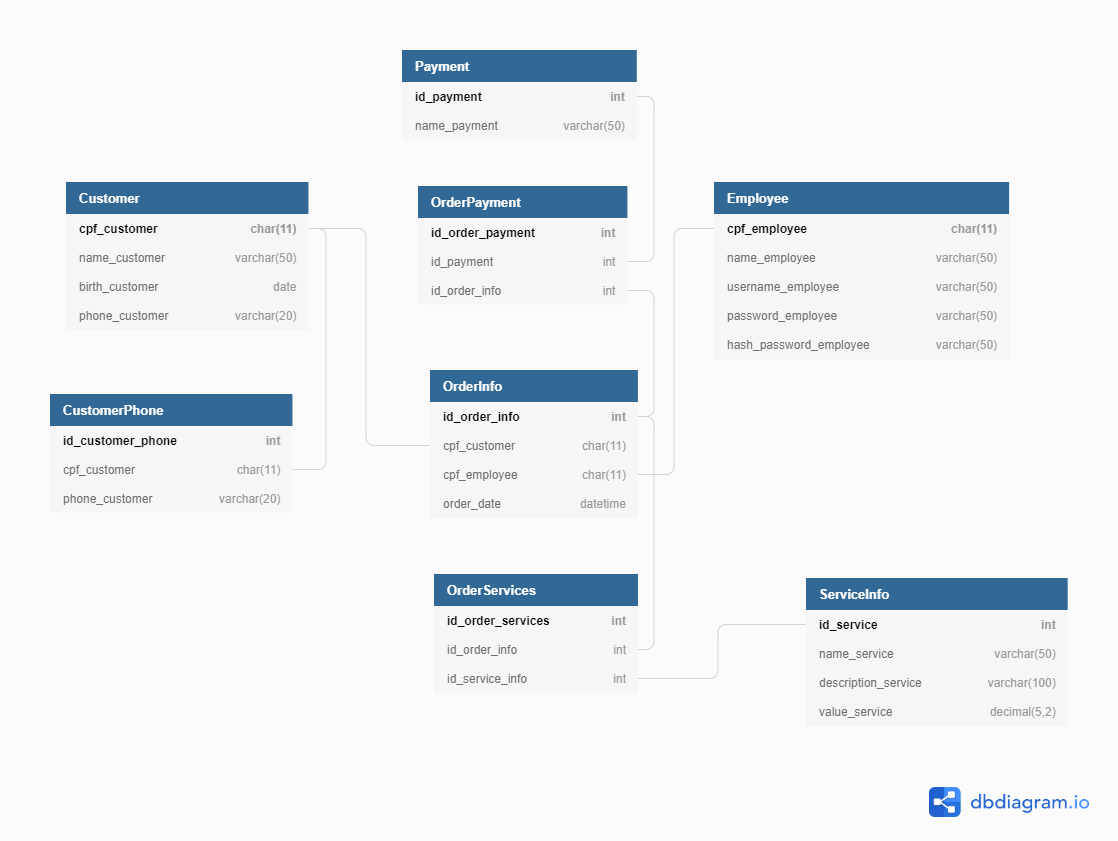 Payment
id_payment int
name_payment varchar(50)
Customer
cpf_customer char(11)
name_customer varchar(50)
birth_customer date
phone_customer varchar(20)
OrderPayment
id_order_payment int
id_payment int
id_order_info int
Employee
cpf_employee char(11)
name_employee varchar(50)
username_employee varchar(50)
password_employee varchar(50)
hash_password_employee varchar(50)
CustomerPhone
id_customer_phone int
cpf_customer char(11)
phone_customer varchar(20)
OrderInfo
id_order_info int
cpf_customer char(11)
cpf_employee char(11)
order_date datetime
OrderServices
id_order_services int
id_order_info int
id_service_info int
ServiceInfo
id_service int
name_service varchar(50)
description_service varchar(100)
value_service decimal(5,2)
dbdiagram.io